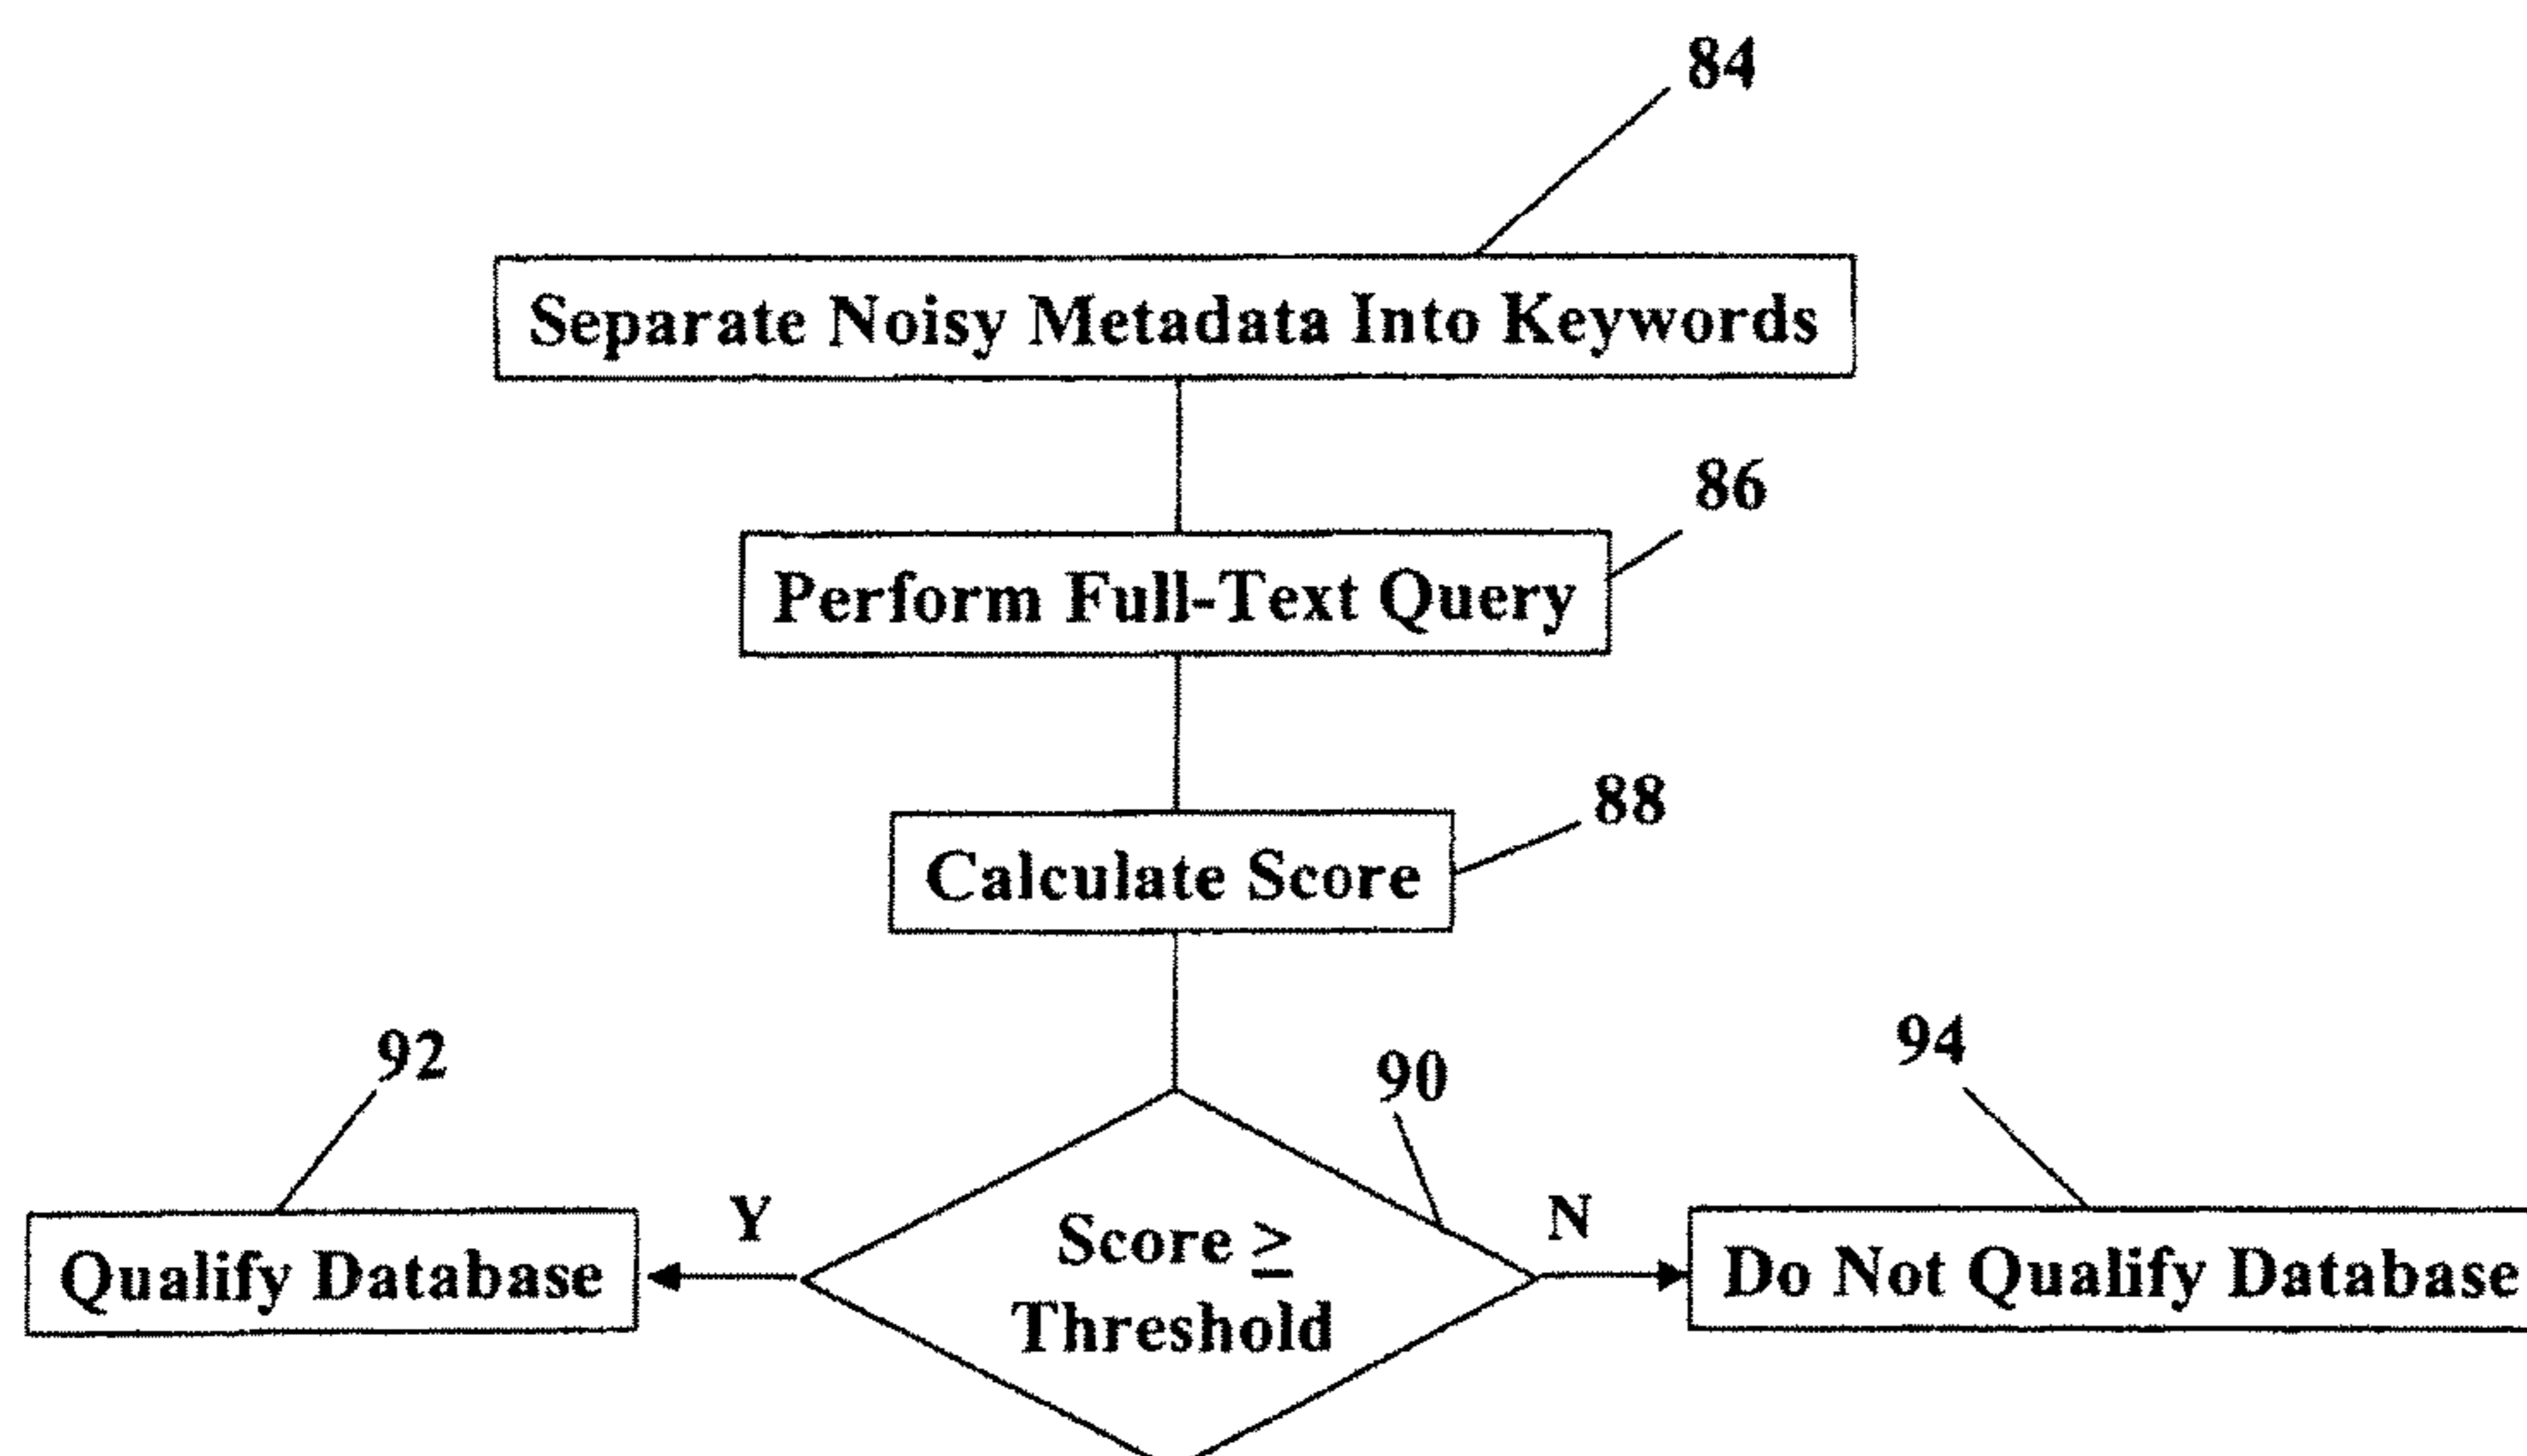 84
Separate Noisy Metadata Into Keywords
86
Perform Full-Text Query
88
Calculate Score
92
90
94
Y
N
Score ≥
Threshold
Qualify Database
Do Not Qualify Database